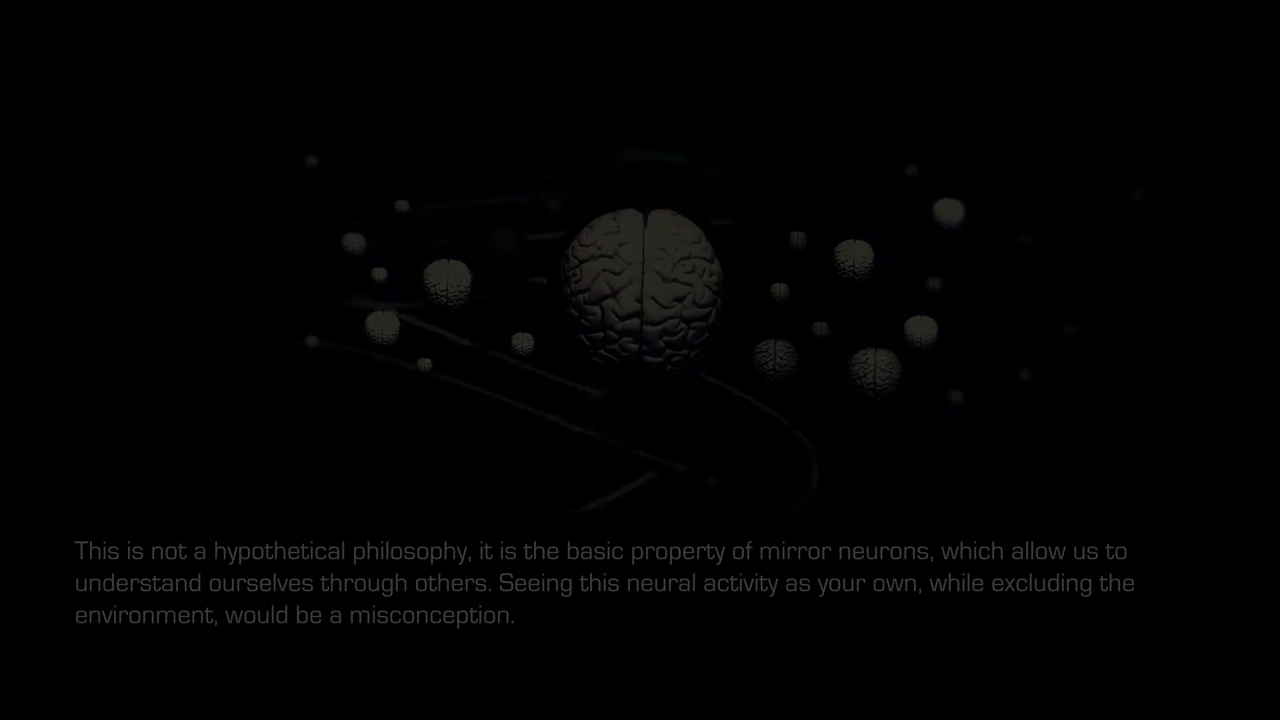 This is not a hypothetical philosophy, it is the basic property of mirror neurons, which allow us to
understand ourselves through others. Seeing this neural activity as your own, while excluding the
environment, would be a misconception.